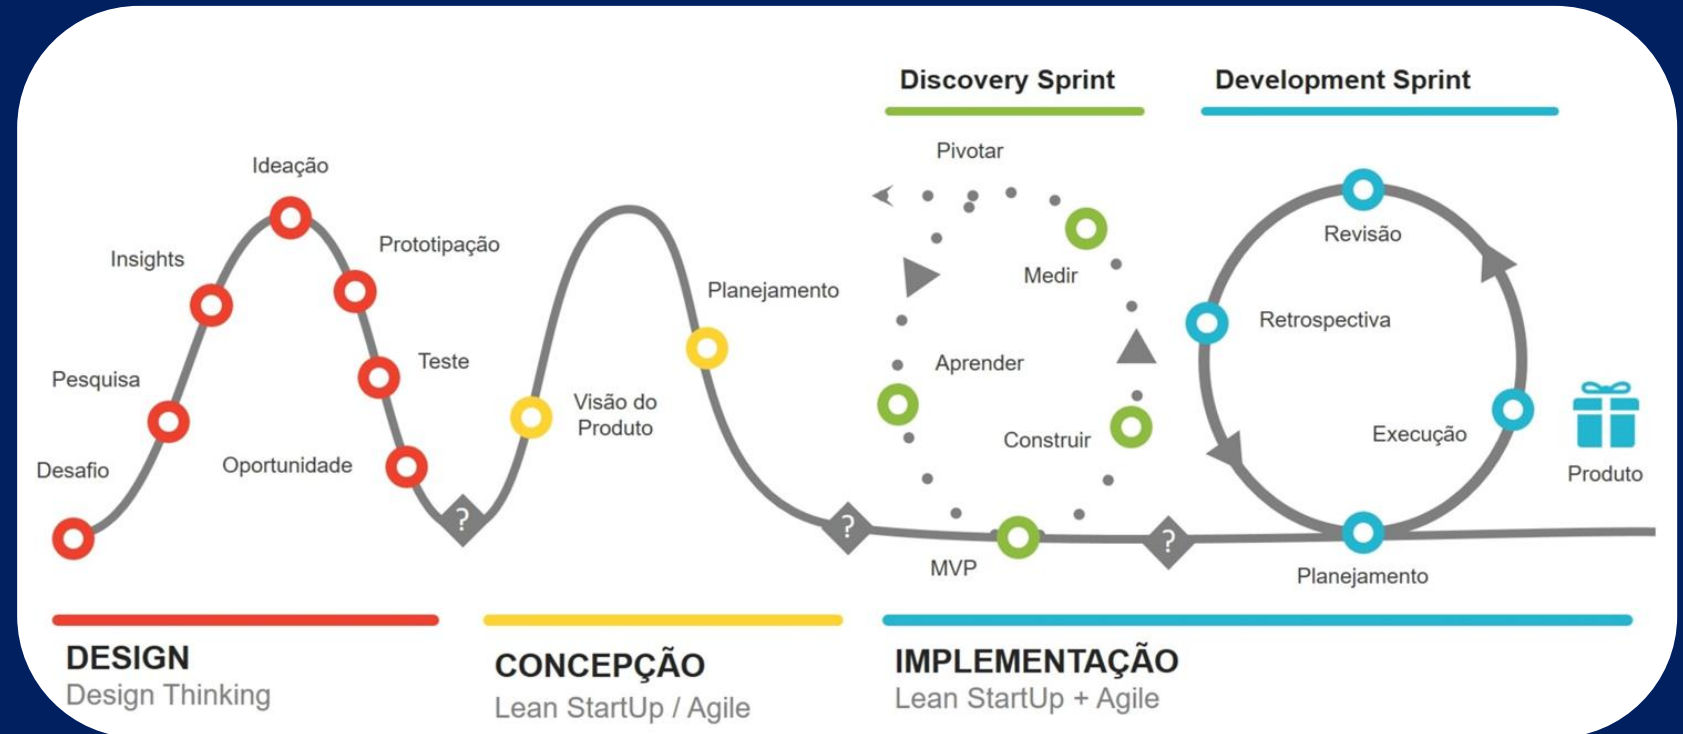 Discovery Sprint
Development Sprint
Pivotar
Ideação
Prototipação
Insights
Medir
Revisão
Planejamento
Retrospectiva
Teste
Aprender
Pesquisa
Visão do
Produto
Construir
Execução
Oportunidade
Desafio
Produto
?
?
?
MVP
Planejamento
DESIGN
Design Thinking
CONCEPÇÃO
Lean StartUp / Agile
IMPLEMENTAÇÃO
Lean StartUp + Agile